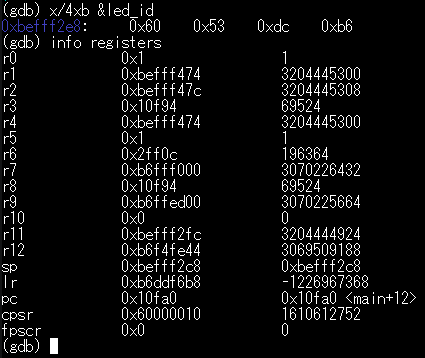 (gdb) x/4xb &led_id
0xbefff2e8: 0x60 0x53 0xdc 0xb6
(gdb) info registers
r0 0x1 1
r1 0xbefff474 3204445300
r2 0xbefff47c 3204445308
r3 0x10f94 69524
r4 0xbefff474 3204445300
r5 0x1 1
r6 0x2ff0c 196364
r7 0xb6fff000 3070226432
r8 0x10f94 69524
r9 0xb6ffed00 3070225664
r10 0x0 0
r11 0xbefff2fc 3204444924
r12 0xb6f4fe44 3069509188
sp 0xbefff2c8 0xbefff2c8
lr 0xb6ddf6b8 -1226967368
pc 0x10fa0 0x10fa0 <main+12>
cpsr 0x60000010 1610612752
fpscr 0x0 0
(gdb)